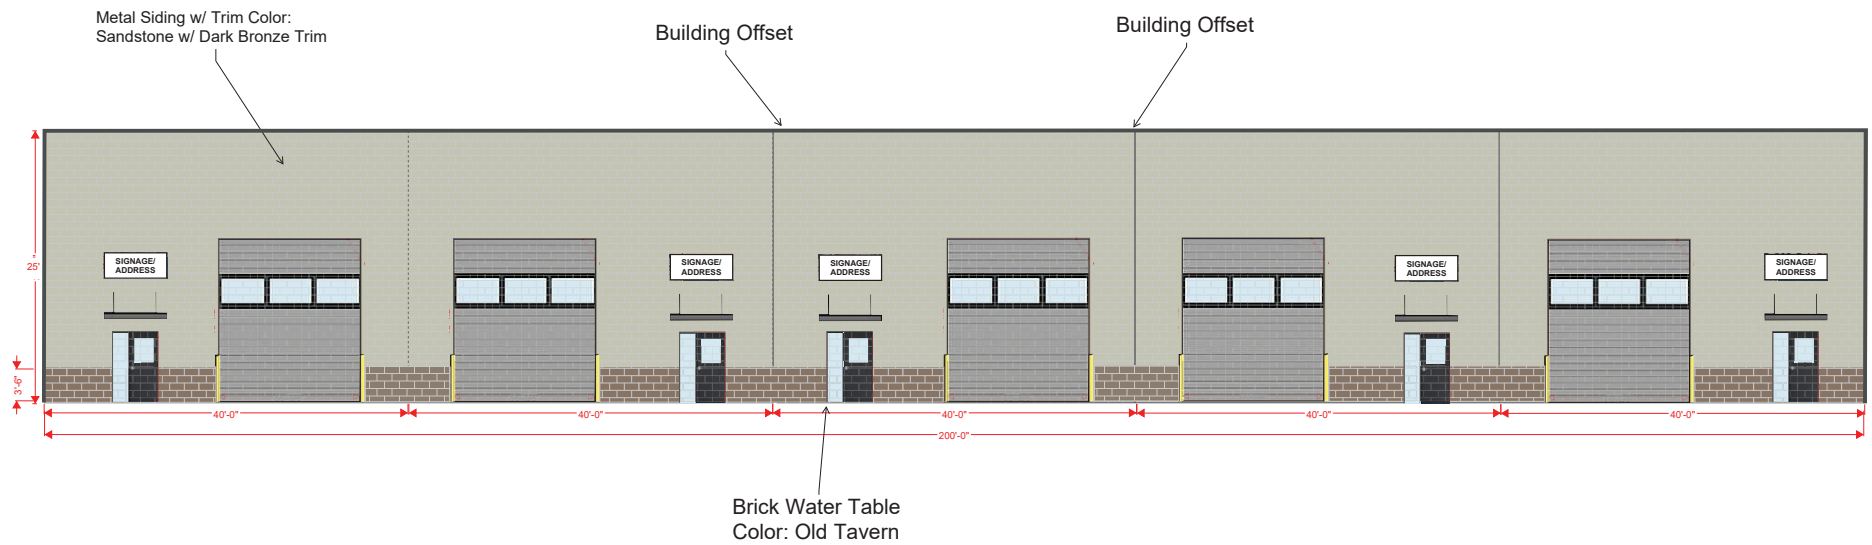 Metal Siding w/ Trim Color:
Sandstone w/ Dark Bronze Trim
Building Offset
Building Offset
SIGNAGE/
ADDRESS
SIGNAGE/
ADDRESS
SIGNAGE/
ADDRESS
SIGNAGE/
ADDRESS
SIGNAGE/
ADDRESS
25'
3'-6"
40'-0"
40'-0"
40'-0"
40'-0"
40'-0"
200'-0"
Brick Water Table
Color: Old Tavern